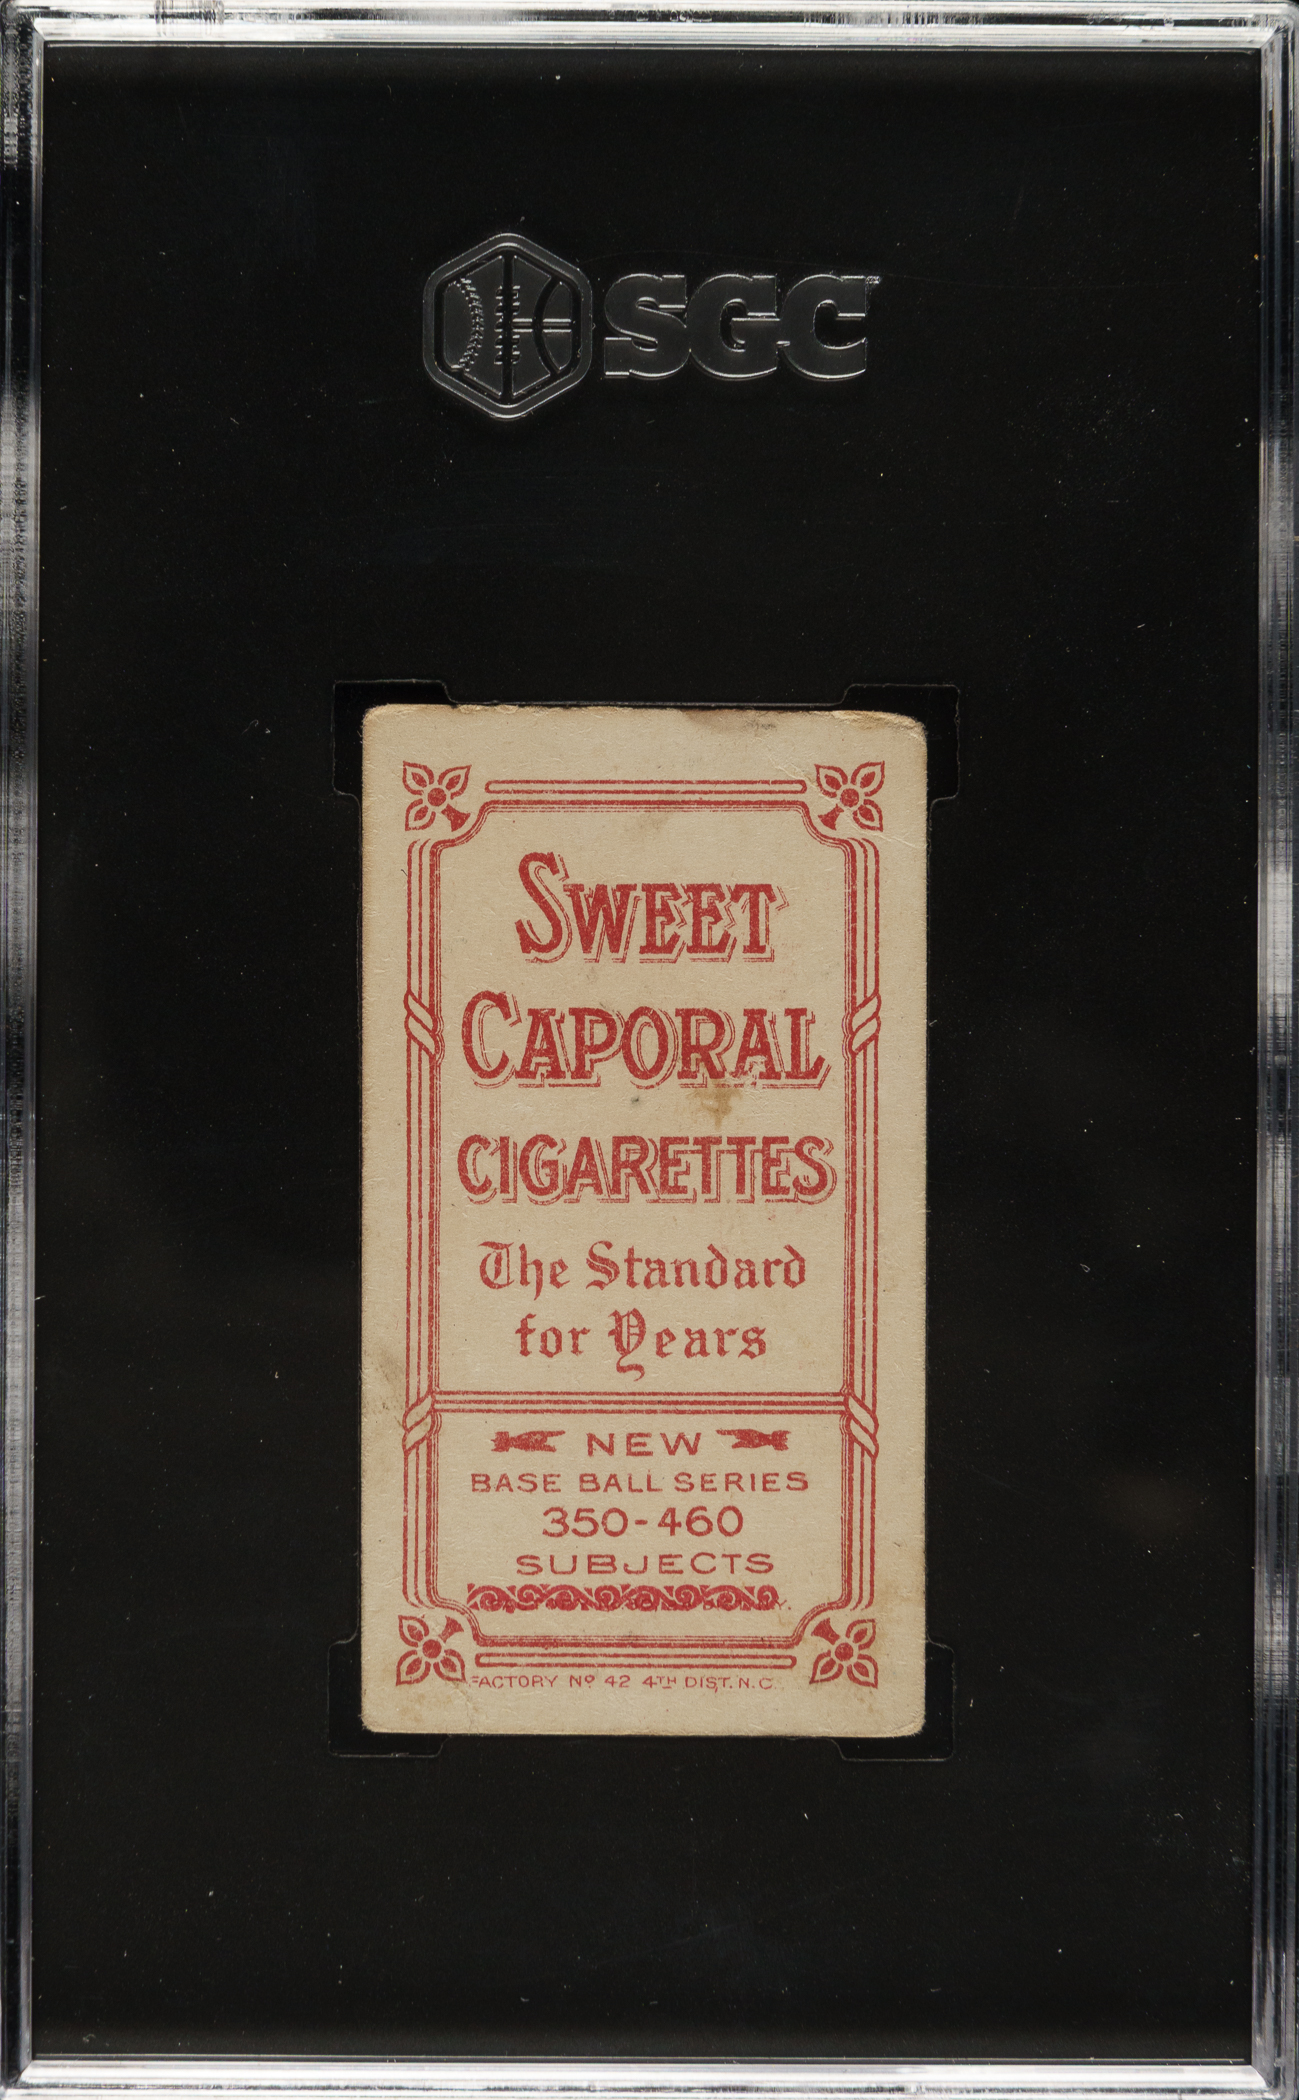 SGC
SWEET
CAPORAL
CIGARETTES
The Standard
for Years
NEW
BASE BALL SERIES
350-460
SUBJECTS
FACTORY Nº 42 4TH DIST. N.C.